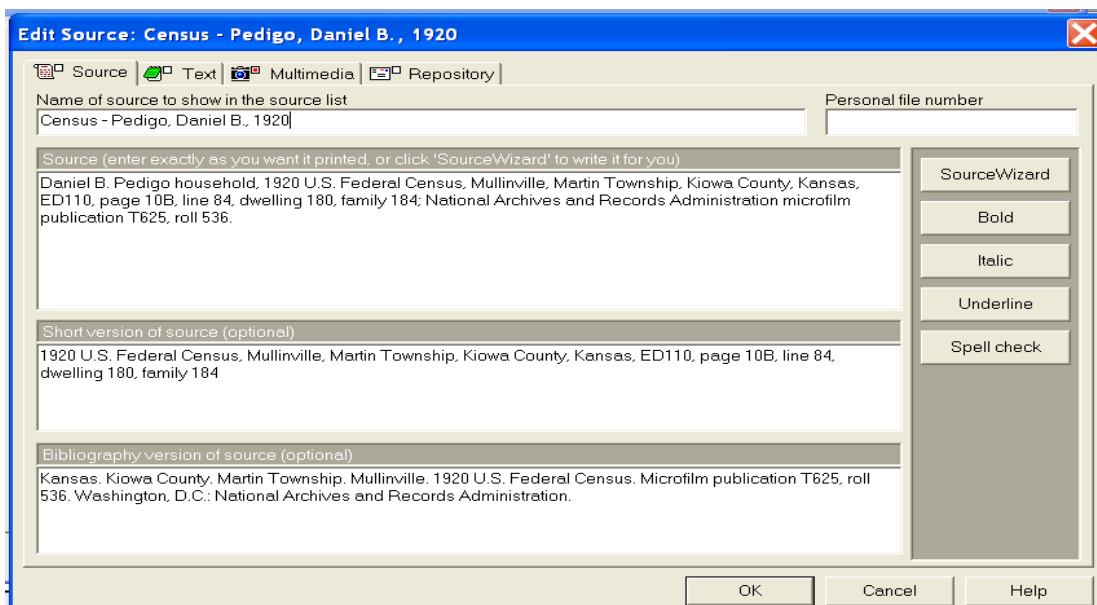 Edit Source: Census - Pedigo, Daniel B., 1920
Source Text Multimedia Repository
Name of source to show in the source list Personal file number
Census - Pedigo, Daniel B., 1920
Source (enter exactly as you want it printed, or click 'SourceWizard' to write it for you)
Daniel B. Pedigo household, 1920 U.S. Federal Census, Mullinville, Martin Township, Kiowa County, Kansas,
ED110, page 10B, line 84, dwelling 180, family 184; National Archives and Records Administration microfilm
publication T625, roll 536.
SourceWizard
Bold
Italic
Underline
Spell check
Short version of source (optional)
1920 U.S. Federal Census, Mullinville, Martin Township, Kiowa County, Kansas, ED110, page 10B, line 84,
dwelling 180, family 184
Bibliography version of source (optional)
Kansas. Kiowa County. Martin Township. Mullinville. 1920 U.S. Federal Census. Microfilm publication T625, roll
536. Washington, D.C.: National Archives and Records Administration.
OK Cancel Help